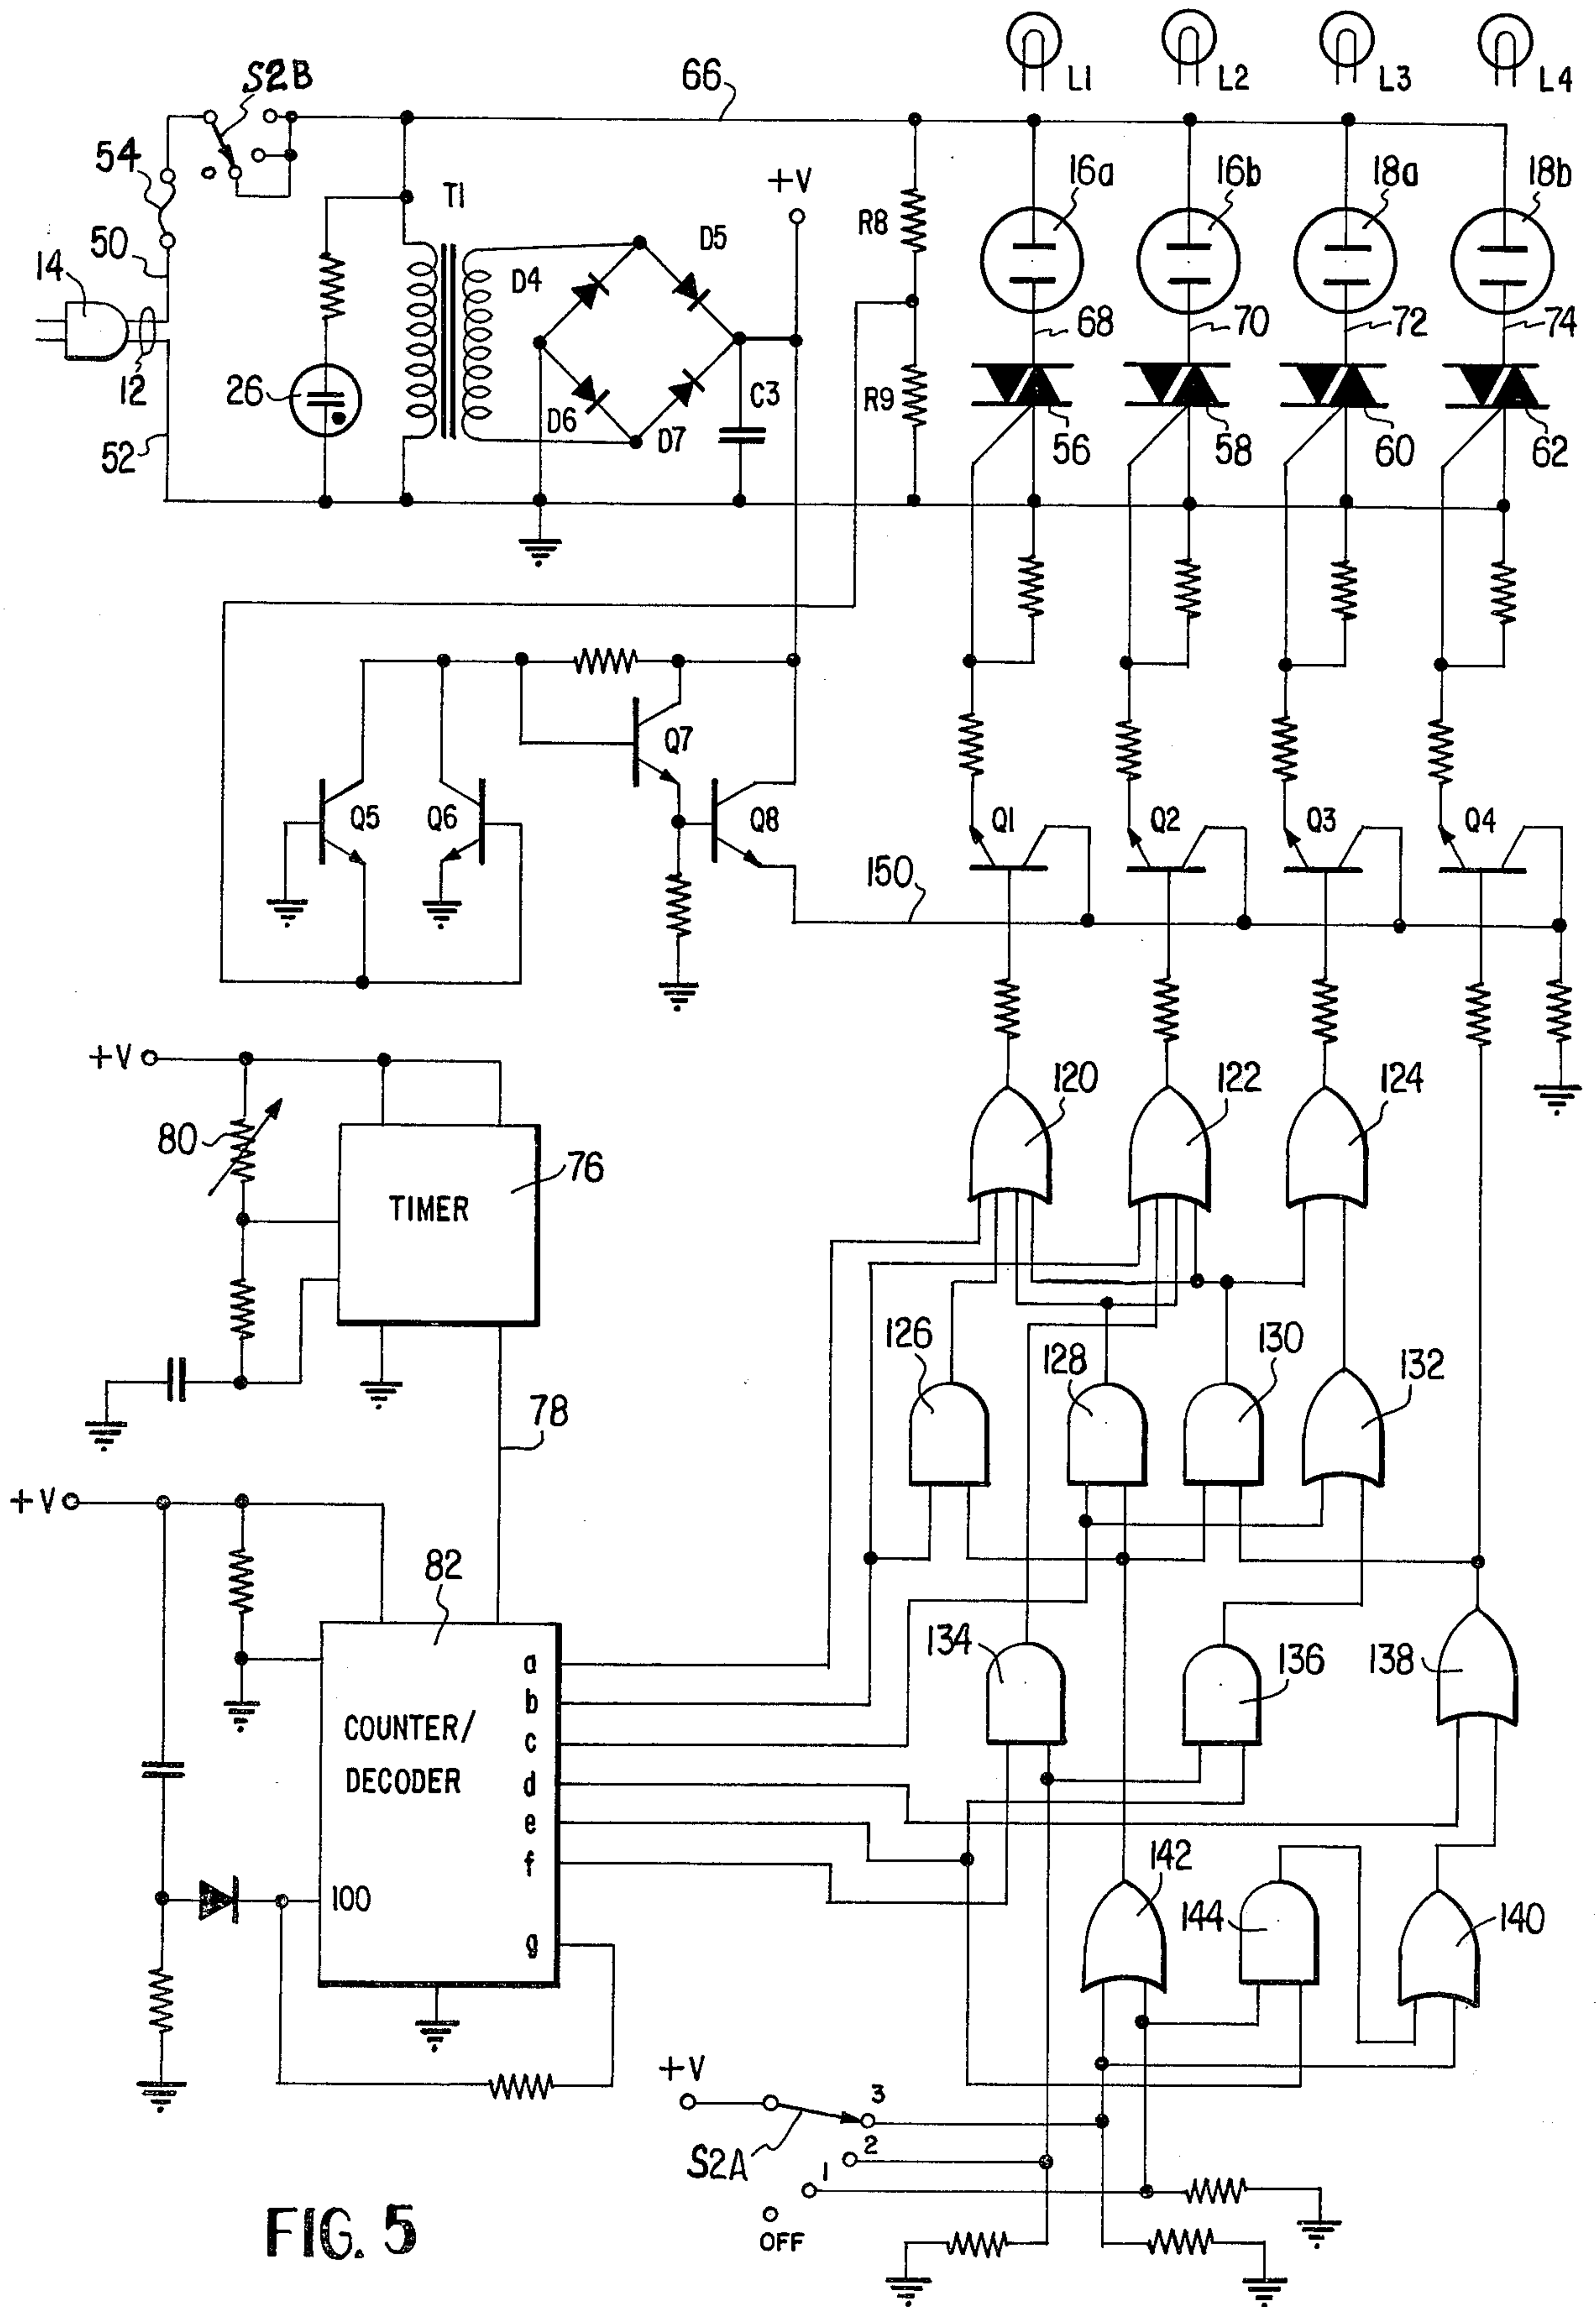 L1 L2 L3 L4
S2B
66
54
+V
16a 16b 18a 18b
T1
R8
D5
50
14
D4
68 70 72 74
12
26
R9
C3
D6
D7
52
56 58 60 62
Q7
Q5 Q6 Q8 Q1 Q2 Q3 Q4
150
+V
120 122 124
80
76
TIMER
126 128 130 132
78
+V
82
134 136 138
a
b
COUNTER/
c
DECODER
d
e
f
142
100
144 140
g
+V
3
S2A
2
1
OFF
FIG. 5